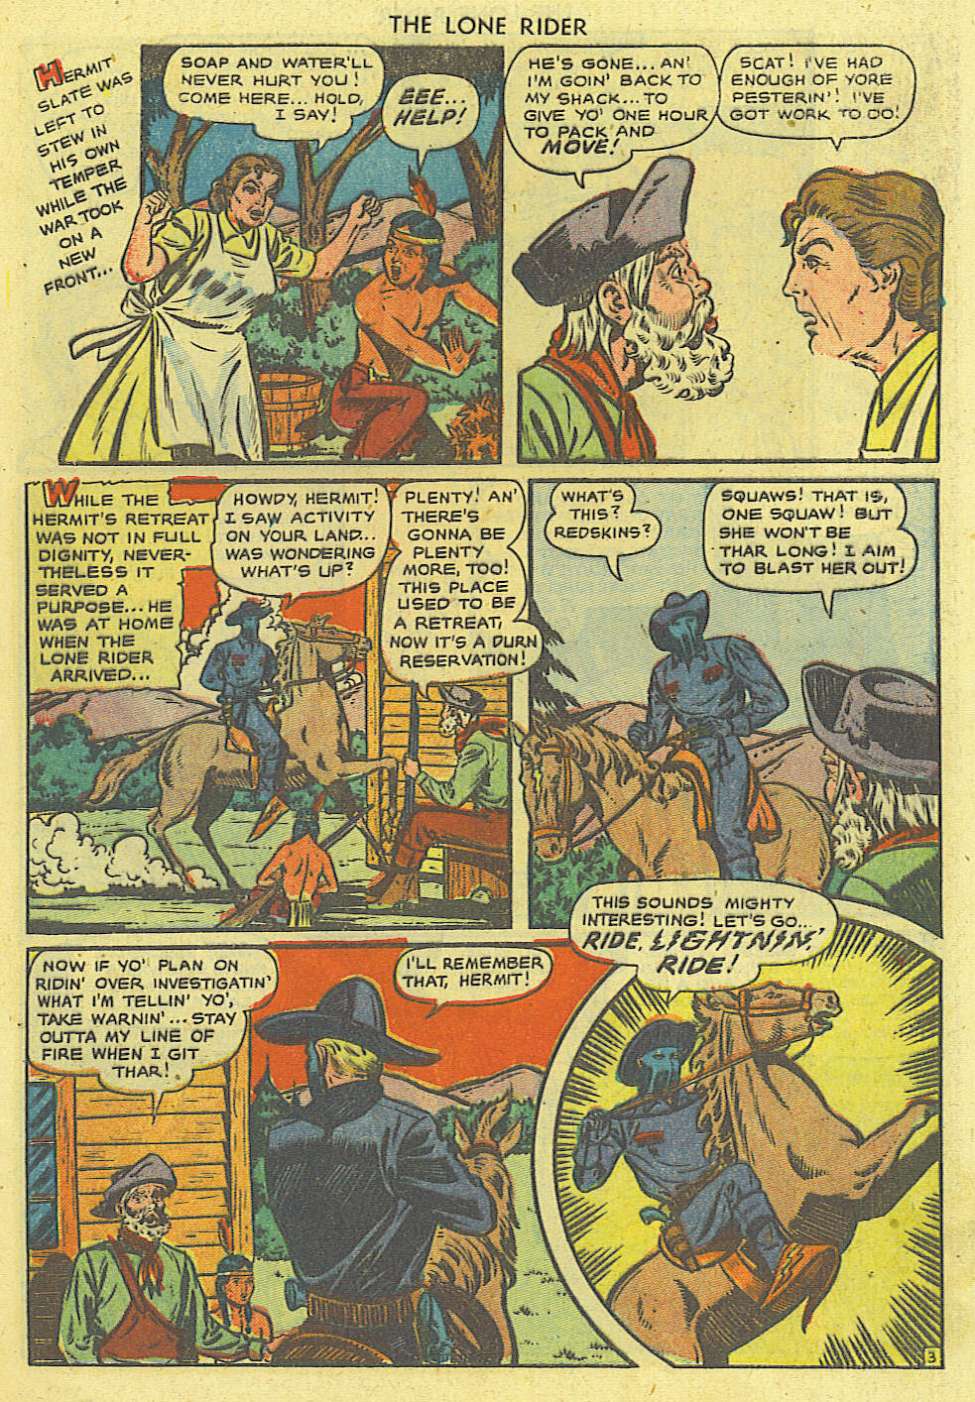 THE LONE RIDER
HERMIT
SLATE WAS
LEFT TO
STEW IN
HIS OWN
TEMPER
WHILE THE
WAR TOOK
ON A
NEW
FRONT...
SOAP AND WATER'LL
NEVER HURT YOU!
COME HERE... HOLD,
I SAY!
EEE...
HELP!
HE'S GONE... AN'
I'M GOIN' BACK TO
MY SHACK... TO
GIVE YO' ONE HOUR
TO PACK AND
MOVE!
SCAT! I'VE HAD
ENOUGH OF YORE
PESTERIN'! I'VE
GOT WORK TO DO!
WHILE THE
HERMIT'S RETREAT
WAS NOT IN FULL
DIGNITY, NEVER-
THELESS IT
SERVED A
PURPOSE... HE
WAS AT HOME
WHEN THE
LONE RIDER
ARRIVED...
HOWDY, HERMIT!
I SAW ACTIVITY
ON YOUR LAND...
WAS WONDERING
WHAT'S UP?
PLENTY! AN'
THERE'S
GONNA BE
PLENTY
MORE, TOO!
THIS PLACE
USED TO BE
A RETREAT,
NOW IT'S A DURN
RESERVATION!
WHAT'S
THIS?
REDSKINS?
SQUAWS! THAT IS,
ONE SQUAW! BUT
SHE WON'T BE
THAR LONG! I AIM
TO BLAST HER OUT!
NOW IF YO' PLAN ON
RIDIN' OVER INVESTIGATIN'
WHAT I'M TELLIN' YO',
TAKE WARNIN'... STAY
OUTTA MY LINE OF
FIRE WHEN I GIT
THAR!
I'LL REMEMBER
THAT, HERMIT!
THIS SOUNDS MIGHTY
INTERESTING! LET'S GO...
RIDE, LIGHTNIN',
RIDE!
3